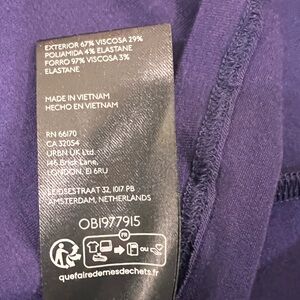 EXTERIOR 67% VISCOSA 29%
POLIAMIDA 4% ELASTANE
FORRO 97% VISCOSA 3%
ELASTANE
MADE IN VIETNAM
HECHO EN VIETNAM
RN 66170
CA 32054
URBN UK Ltd.
146 Brick Lane,
LONDON, E1 6RU
LEIDSESTRAAT 32, 1017 PB
AMSTERDAM, NETHERLANDS
OB1977915
FR
OU
quefairedemesdechets.fr